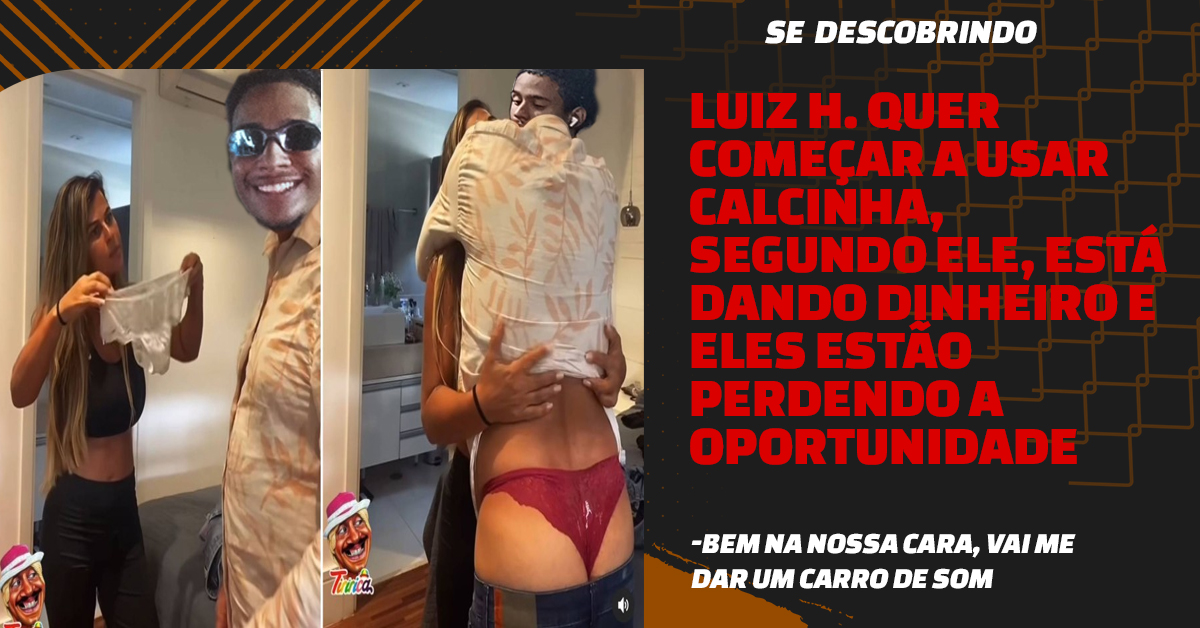 SE DESCOBRINDO
LUIZ H. QUER
COMEÇAR A USAR
CALCINHA,
SEGUNDO ELE, ESTÁ
DANDO DINHEIRO E
ELES ESTÃO
PERDENDO A
OPORTUNIDADE
-BEM NA NOSSA CARA, VAI ME
DAR UM CARRO DE SOM
Tiririca